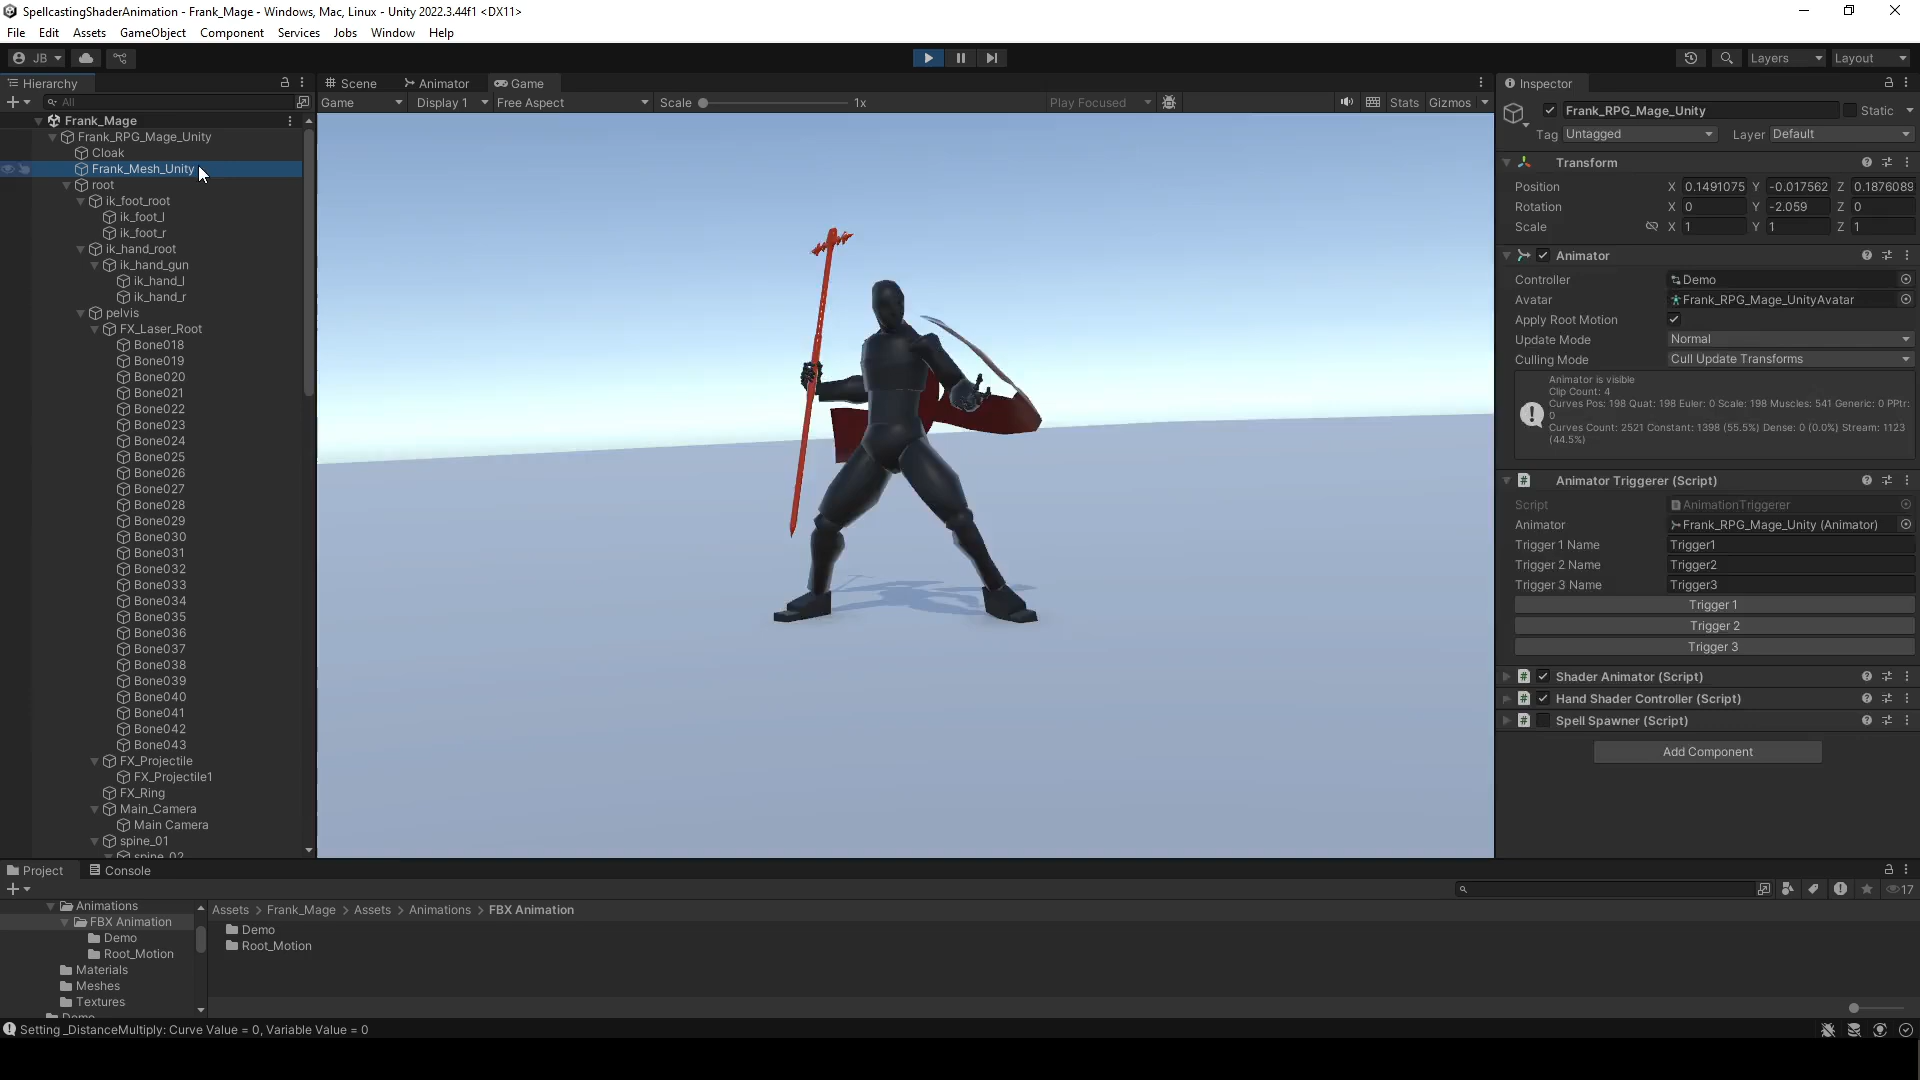 SpellcastingShaderAnimation - Frank_Mage - Windows, Mac, Linux - Unity 2022.3.44f1 <DX11>
File Edit Assets GameObject Component Services Jobs Window Help
JB
Layers Layout
Hierarchy
All
Frank_Mage
Frank_RPG_Mage_Unity
Cloak
Frank_Mesh_Unity
root
ik_foot_root
ik_foot_l
ik_foot_r
ik_hand_root
ik_hand_gun
ik_hand_l
ik_hand_r
pelvis
FX_Laser_Root
Bone018
Bone019
Bone020
Bone021
Bone022
Bone023
Bone024
Bone025
Bone026
Bone027
Bone028
Bone029
Bone030
Bone031
Bone032
Bone033
Bone034
Bone035
Bone036
Bone037
Bone038
Bone039
Bone040
Bone041
Bone042
Bone043
FX_Projectile
FX_Projectile1
FX_Ring
Main_Camera
Main Camera
spine_01
spine_02
Scene Animator Game
Game Display 1 Free Aspect Scale 1x Play Focused Stats Gizmos
Inspector
Frank_RPG_Mage_Unity Static
Tag Untagged Layer Default
Transform
Position X 0.1491075 Y -0.017562 Z 0.1876089
Rotation X 0 Y -2.059 Z 0
Scale X 1 Y 1 Z 1
Animator
Controller Demo
Avatar Frank_RPG_Mage_UnityAvatar
Apply Root Motion
Update Mode Normal
Culling Mode Cull Update Transforms
Animator is visible
Clip Count: 4
Curves Pos: 198 Quat: 198 Euler: 0 Scale: 198 Muscles: 541 Generic: 0 PPtr:
0
Curves Count: 2521 Constant: 1398 (55.5%) Dense: 0 (0.0%) Stream: 1123
(44.5%)
Animator Triggerer (Script)
Script AnimationTriggerer
Animator Frank_RPG_Mage_Unity (Animator)
Trigger 1 Name Trigger1
Trigger 2 Name Trigger2
Trigger 3 Name Trigger3
Trigger 1
Trigger 2
Trigger 3
Shader Animator (Script)
Hand Shader Controller (Script)
Spell Spawner (Script)
Add Component
Project Console
17
Animations
FBX Animation
Demo
Root_Motion
Materials
Meshes
Textures
Demo
Assets > Frank_Mage > Assets > Animations > FBX Animation
Demo
Root_Motion
Setting _DistanceMultiply: Curve Value = 0, Variable Value = 0